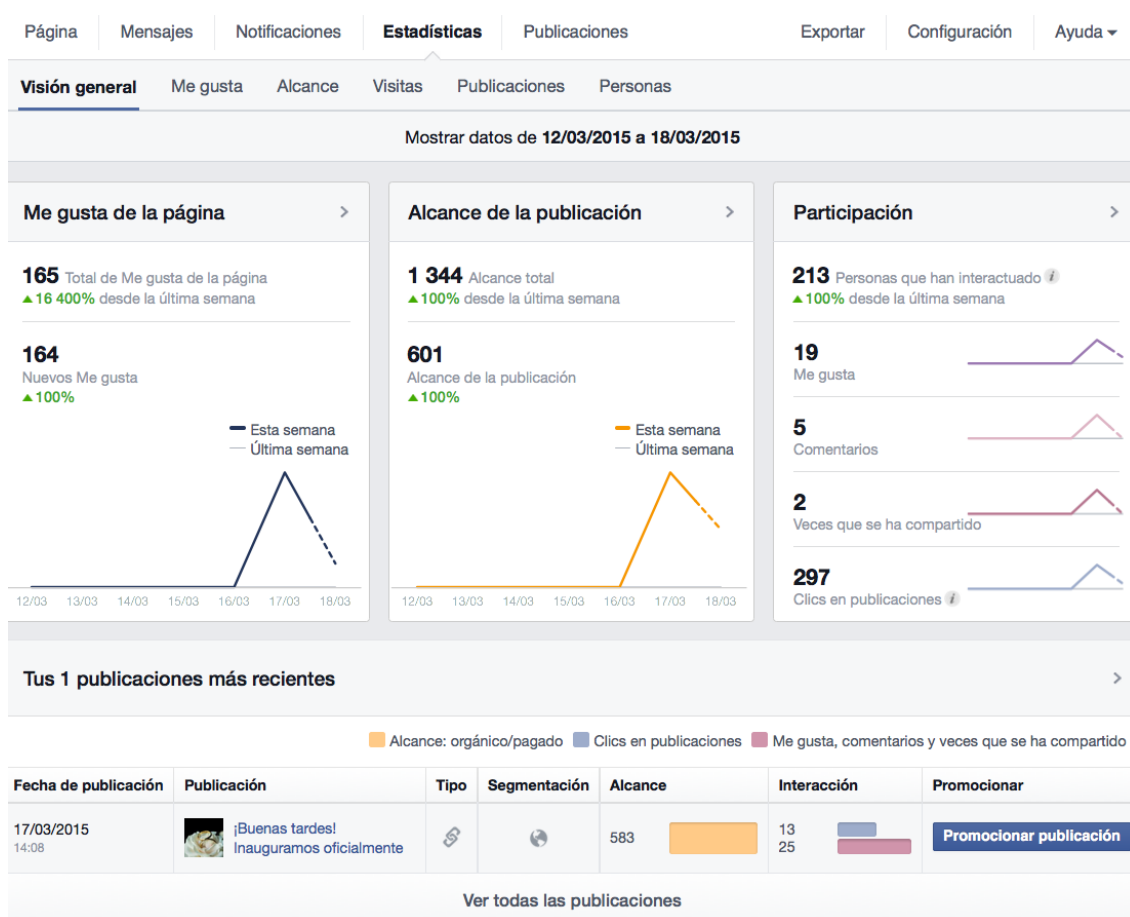 Página Mensajes Notificaciones Estadísticas Publicaciones Exportar Configuración Ayuda
Visión general Me gusta Alcance Visitas Publicaciones Personas
Mostrar datos de 12/03/2015 a 18/03/2015
Me gusta de la página
165 Total de Me gusta de la página
16 400% desde la última semana
164
Nuevos Me gusta
100%
Esta semana
Última semana
12/03 13/03 14/03 15/03 16/03 17/03 18/03
Alcance de la publicación
1 344 Alcance total
100% desde la última semana
601
Alcance de la publicación
100%
Esta semana
Última semana
12/03 13/03 14/03 15/03 16/03 17/03 18/03
Participación
213 Personas que han interactuado i
100% desde la última semana
19
Me gusta
5
Comentarios
2
Veces que se ha compartido
297
Clics en publicaciones i
Tus 1 publicaciones más recientes
Alcance: orgánico/pagado Clics en publicaciones Me gusta, comentarios y veces que se ha compartido
Fecha de publicación Publicación Tipo Segmentación Alcance Interacción Promocionar
17/03/2015
14:08
¡Buenas tardes!
Inauguramos oficialmente
583
13
25
Promocionar publicación
Ver todas las publicaciones